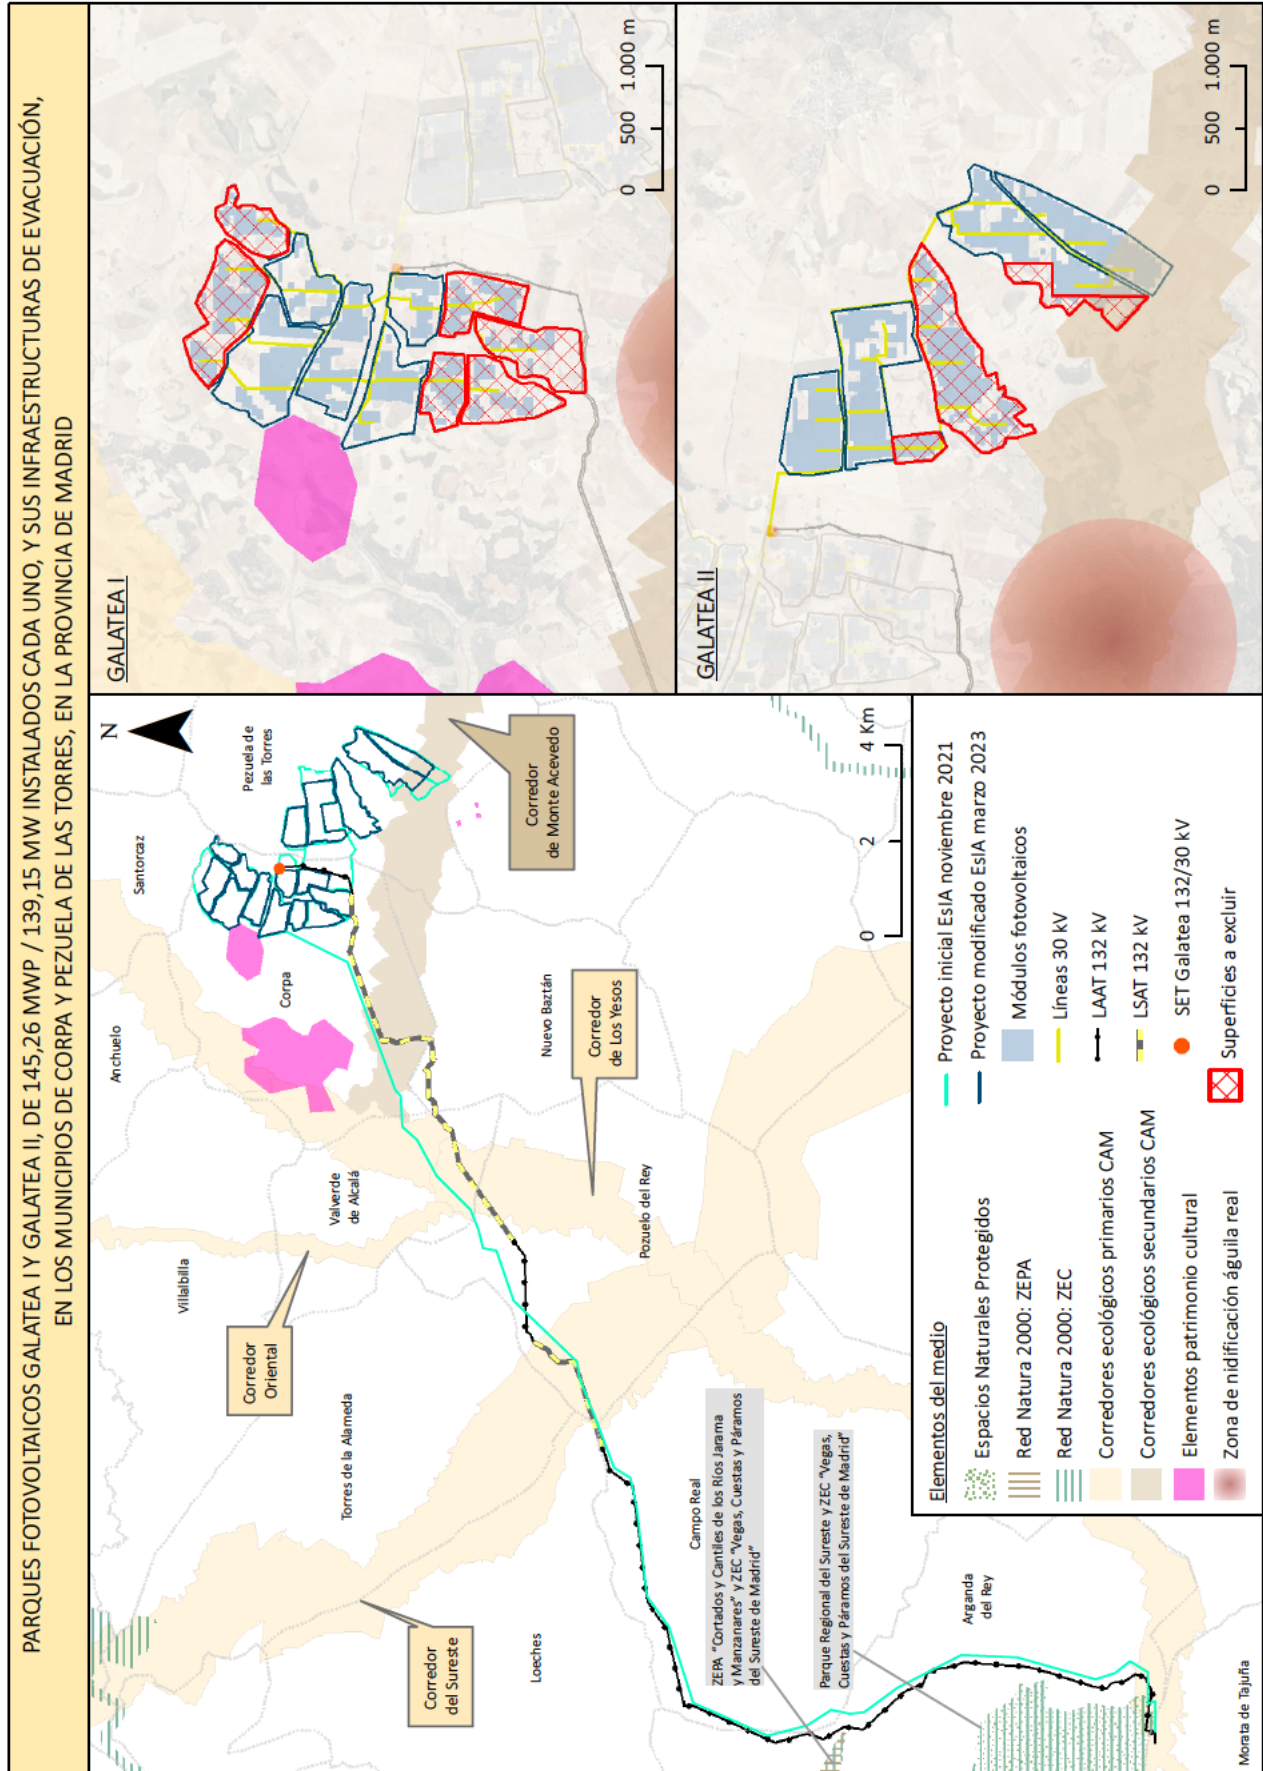 PARQUES FOTOVOLTAICOS GALATEA I Y GALATEA II, DE 145,26 MWP / 139,15 MW INSTALADOS CADA UNO, Y SUS INFRAESTRUCTURAS DE EVACUACIÓN,
EN LOS MUNICIPIOS DE CORPA Y PEZUELA DE LAS TORRES, EN LA PROVINCIA DE MADRID
N
Santorcaz
Pezuela de
las Torres
Anchuelo
Corpa
Villalbilla
Valverde
de Alcalá
Corredor
Oriental
Torres de la Alameda
Corredor
del Sureste
Loeches
Corredor
de Monte Acevedo
Nuevo Baztán
Corredor
de Los Yesos
Pozuelo del Rey
Campo Real
ZEPA "Cortados y Cantiles de los Ríos Jarama
y Manzanares" y ZEC "Vegas, Cuestas y Páramos
del Sureste de Madrid"
Parque Regional del Sureste y ZEC "Vegas,
Cuestas y Páramos del Sureste de Madrid"
Arganda
del Rey
Morata de Tajuña
0 2 4 Km
GALATEA I
0 500 1.000 m
GALATEA II
0 500 1.000 m
Elementos del medio
Espacios Naturales Protegidos
Red Natura 2000: ZEPA
Red Natura 2000: ZEC
Corredores ecológicos primarios CAM
Corredores ecológicos secundarios CAM
Elementos patrimonio cultural
Zona de nidificación águila real
Proyecto inicial EsIA noviembre 2021
Proyecto modificado EsIA marzo 2023
Módulos fotovoltaicos
Líneas 30 kV
LAAT 132 kV
LSAT 132 kV
SET Galatea 132/30 kV
Superficies a excluir